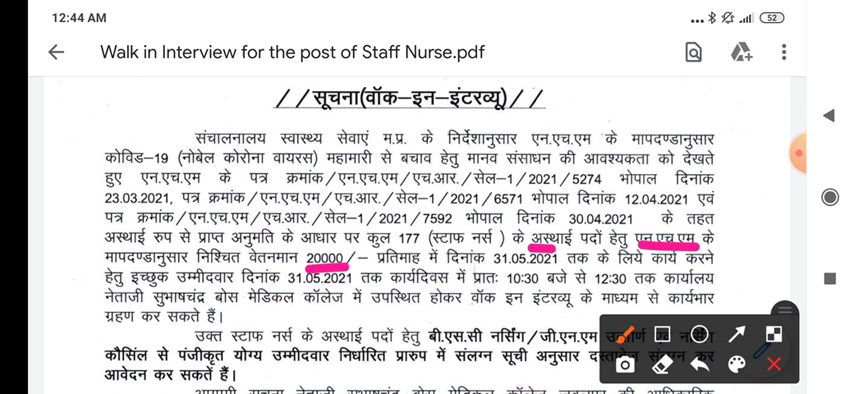 12:44 AM
52
Walk in Interview for the post of Staff Nurse.pdf
//सूचना(वॉक–इन–इंटरव्यू)//
संचालनालय स्वास्थ्य सेवाएं म.प्र. के निर्देशानुसार एन.एच.एम के मापदण्डानुसार
कोविड–19 (नोबेल कोरोना वायरस) महामारी से बचाव हेतु मानव संसाधन की आवश्यकता को देखते
हुए एन.एच.एम के पत्र क्रमांक/एन.एच.एम/एच.आर./सेल–1/2021/5274 भोपाल दिनांक
23.03.2021, पत्र क्रमांक/एन.एच.एम/एच.आर./सेल–1/2021/6571 भोपाल दिनांक 12.04.2021 एवं
पत्र क्रमांक/एन.एच.एम/एच.आर./सेल–1/2021/7592 भोपाल दिनांक 30.04.2021 के तहत
अस्थाई रुप से प्राप्त अनुमति के आधार पर कुल 177 (स्टाफ नर्स ) के अस्थाई पदों हेतु एन.एच.एम के
मापदण्डानुसार निश्चित वेतनमान 20000/– प्रतिमाह में दिनांक 31.05.2021 तक के लिये कार्य करने
हेतु इच्छुक उम्मीदवार दिनांक 31.05.2021 तक कार्यदिवस में प्रातः 10:30 बजे से 12:30 तक कार्यालय
नेताजी सुभाषचंद्र बोस मेडिकल कॉलेज में उपस्थित होकर वॉक इन इंटरव्यू के माध्यम से कार्यभार
ग्रहण कर सकते हैं।
उक्त स्टाफ नर्स के अस्थाई पदों हेतु बी.एस.सी नर्सिंग/जी.एन.एम
कौसिंल से पंजीकृत योग्य उम्मीदवार निर्धारित प्रारुप में संलग्न सूची अनुसार कर
आवेदन कर सकतें हैं।